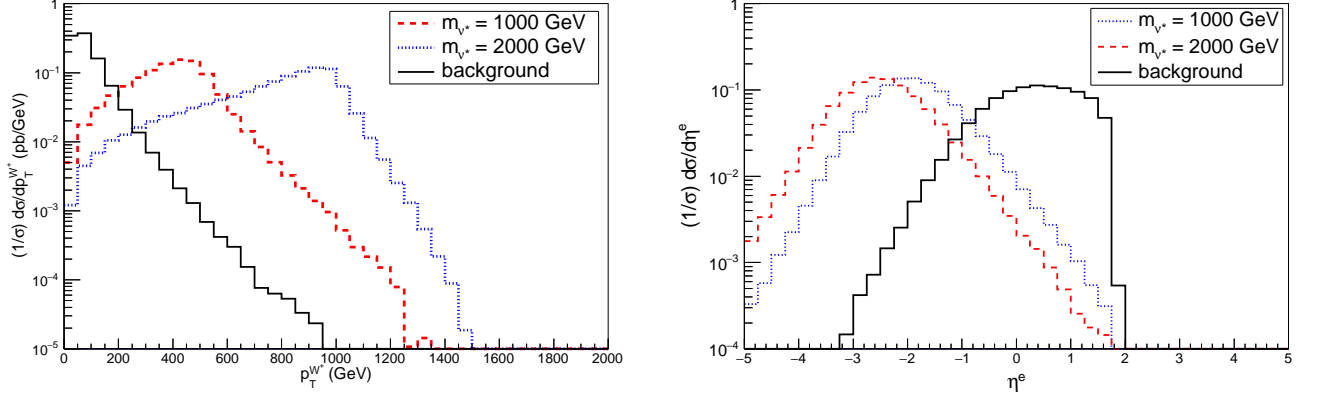 (1/σ) dσ/dp_T^{W⁺} (pb/GeV)
1
10⁻¹
10⁻²
10⁻³
10⁻⁴
10⁻⁵
m_{ν*} = 1000 GeV
m_{ν*} = 2000 GeV
background
0 200 400 600 800 1000 1200 1400 1600 1800 2000
p_T^{W⁺} (GeV)
(1/σ) dσ/dη^e
1
10⁻¹
10⁻²
10⁻³
10⁻⁴
m_{ν*} = 1000 GeV
m_{ν*} = 2000 GeV
background
−5 −4 −3 −2 −1 0 1 2 3 4 5
η^e